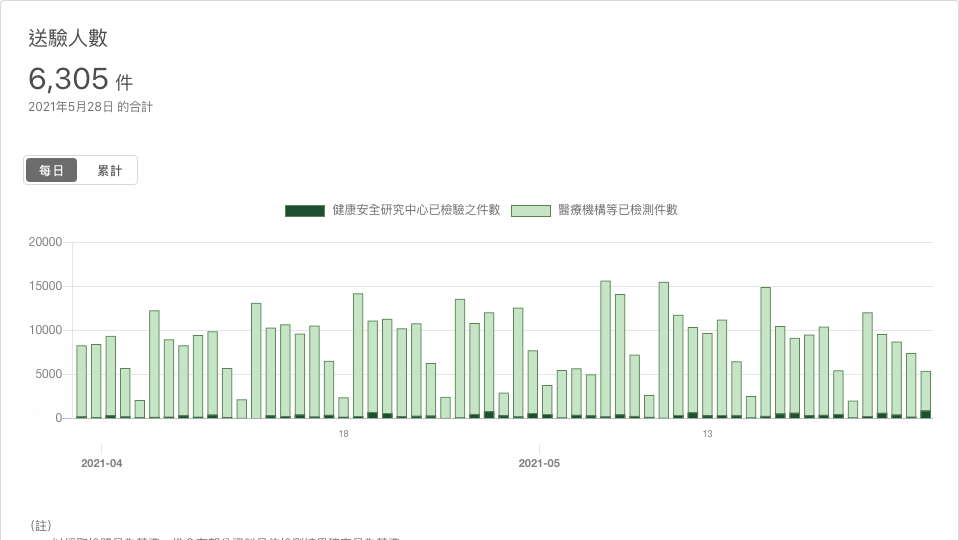 送驗人數
6,305 件
2021年5月28日 的合計
每日 累計
健康安全研究中心已檢驗之件數 醫療機構等已檢測件數
20000
15000
10000
5000
0
18 13
2021-04 2021-05
(註)